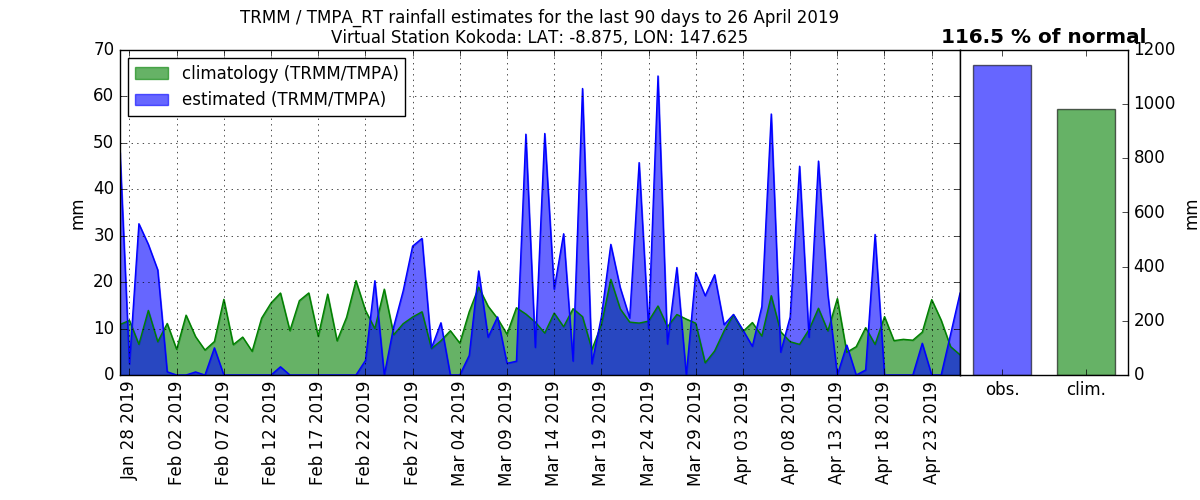 TRMM / TMPA_RT rainfall estimates for the last 90 days to 26 April 2019
Virtual Station Kokoda: LAT: -8.875, LON: 147.625
116.5 % of normal
climatology (TRMM/TMPA)
estimated (TRMM/TMPA)
mm
70
60
50
40
30
20
10
0
Jan 28 2019
Feb 02 2019
Feb 07 2019
Feb 12 2019
Feb 17 2019
Feb 22 2019
Feb 27 2019
Mar 04 2019
Mar 09 2019
Mar 14 2019
Mar 19 2019
Mar 24 2019
Mar 29 2019
Apr 03 2019
Apr 08 2019
Apr 13 2019
Apr 18 2019
Apr 23 2019
obs.
clim.
1200
1000
800
600
400
200
0
mm